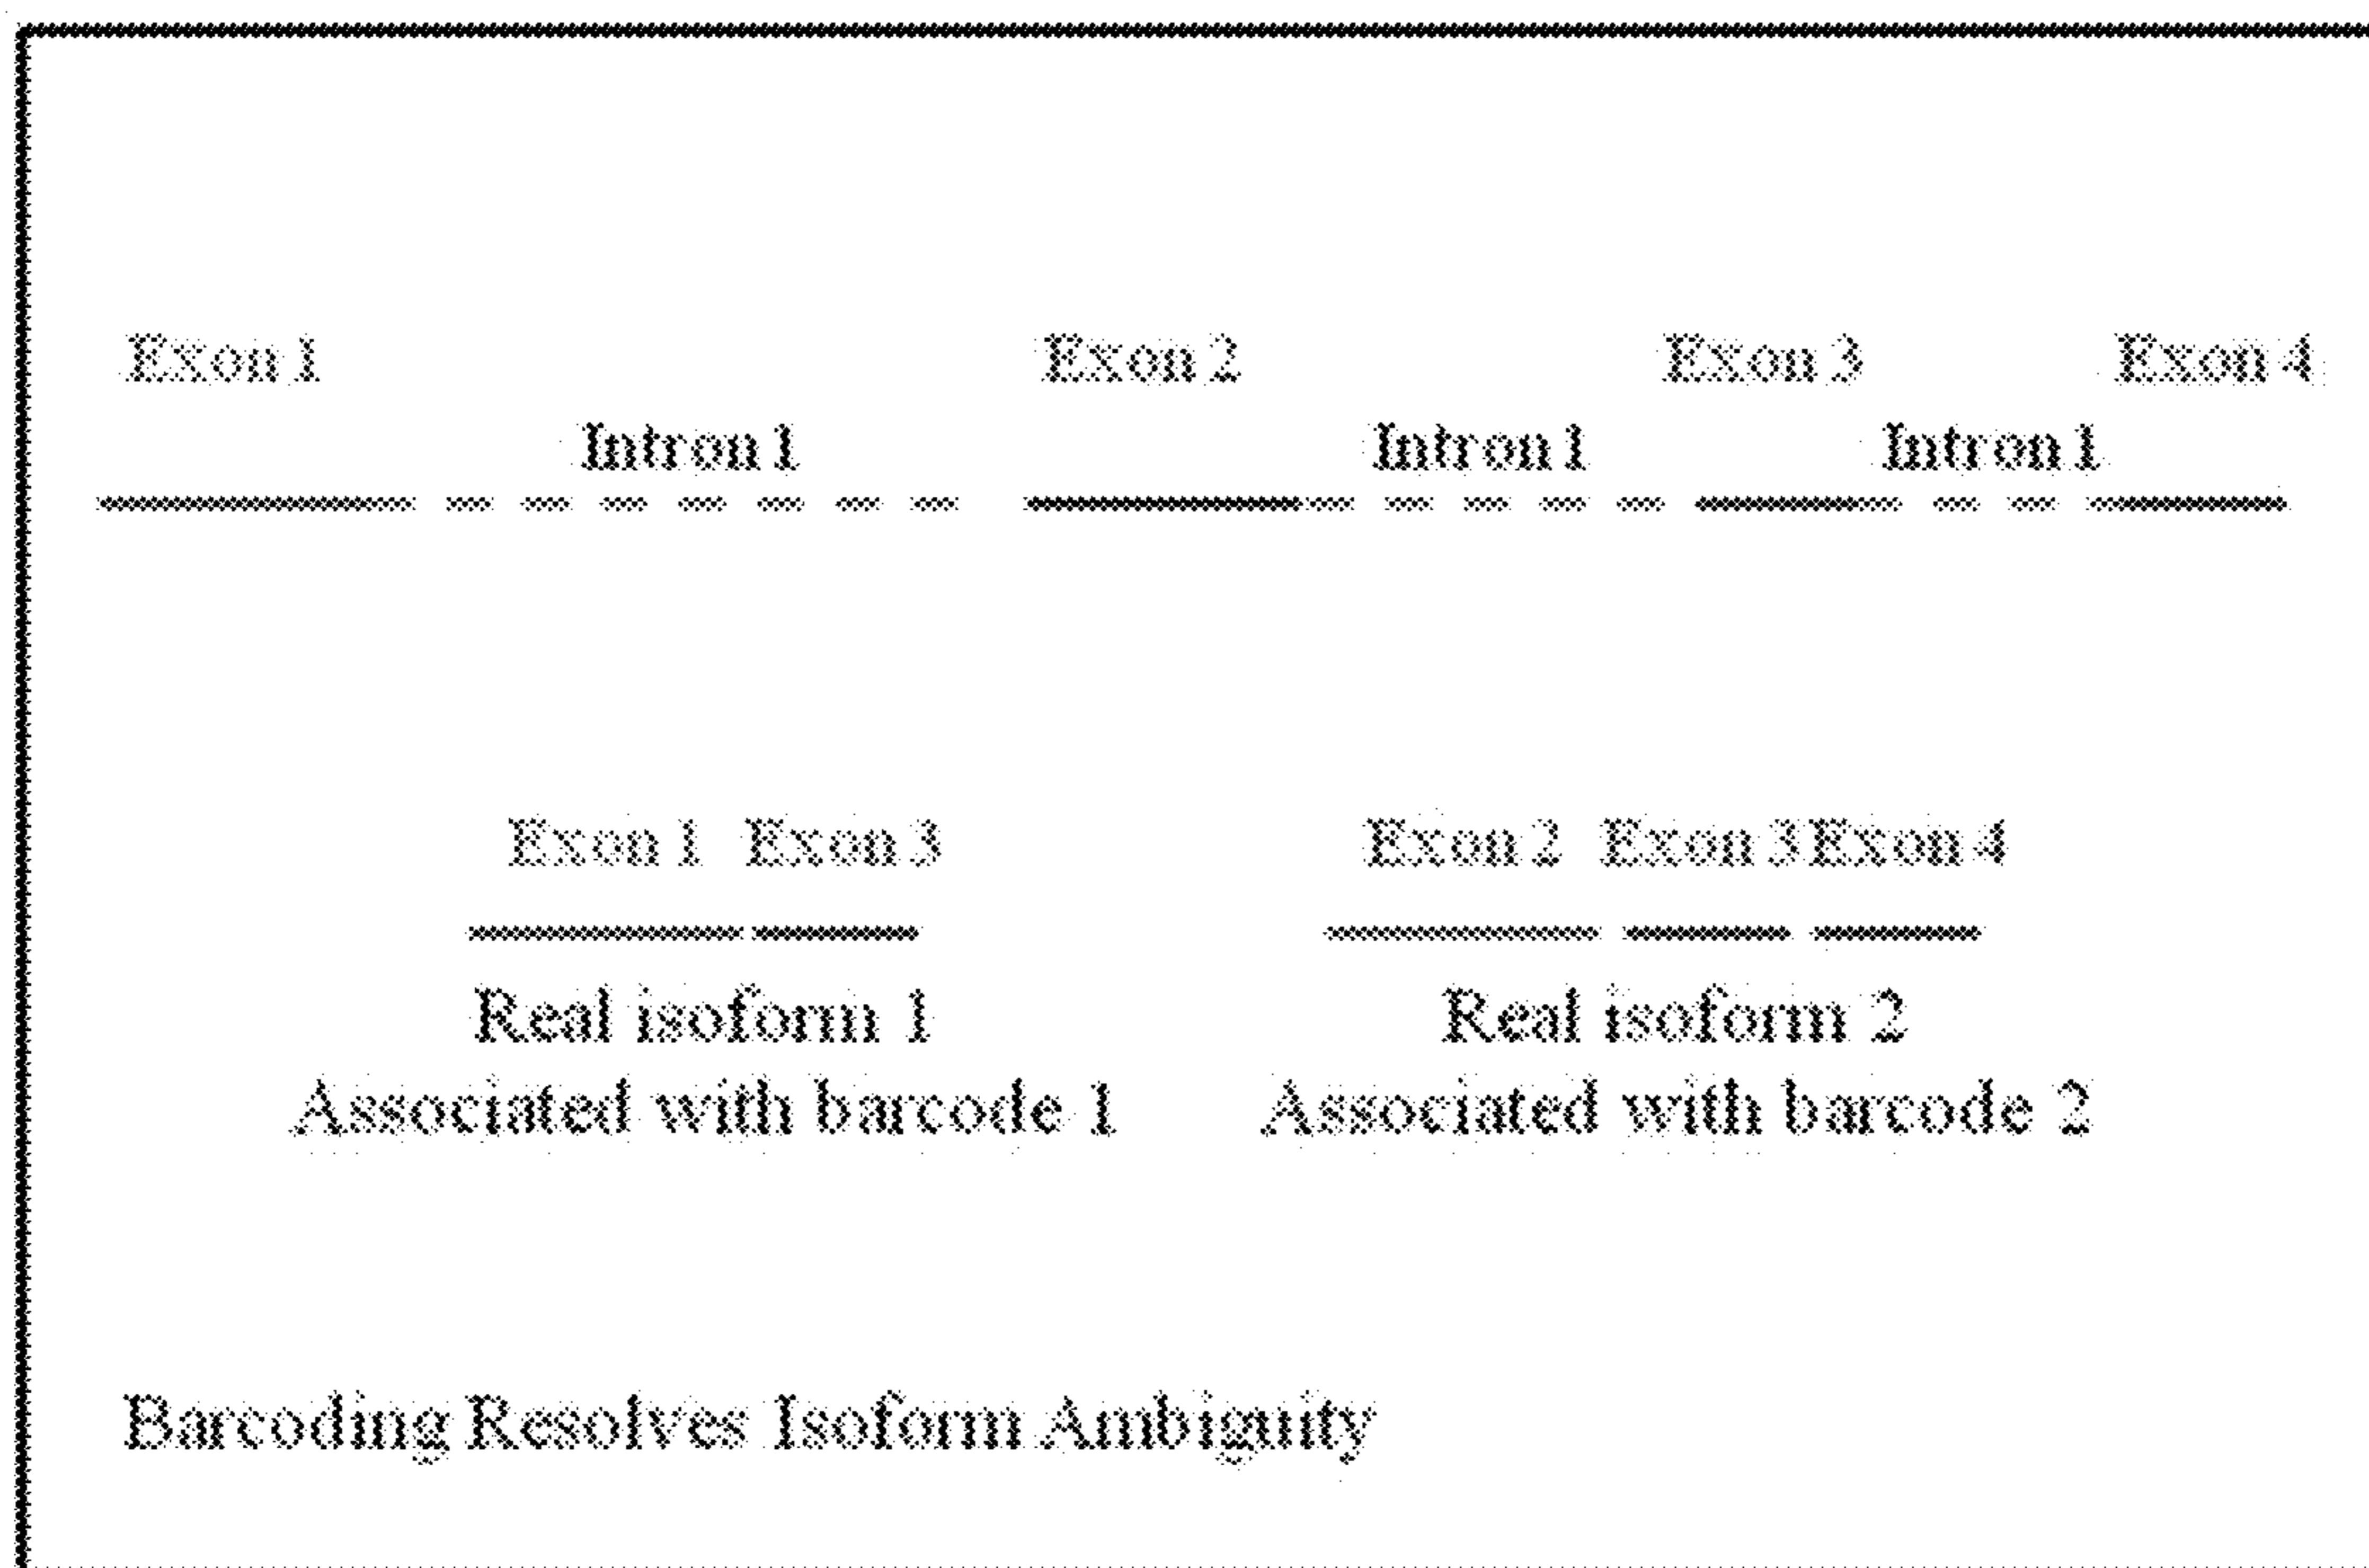 Exon 1 Exon 2 Exon 3 Exon 4
Intron 1 Intron 1 Intron 1
Exon 1 Exon 3 Exon 2 Exon 3 Exon 4
Real isoform 1 Real isoform 2
Associated with barcode 1 Associated with barcode 2
Barcoding Resolves Isoform Ambiguity